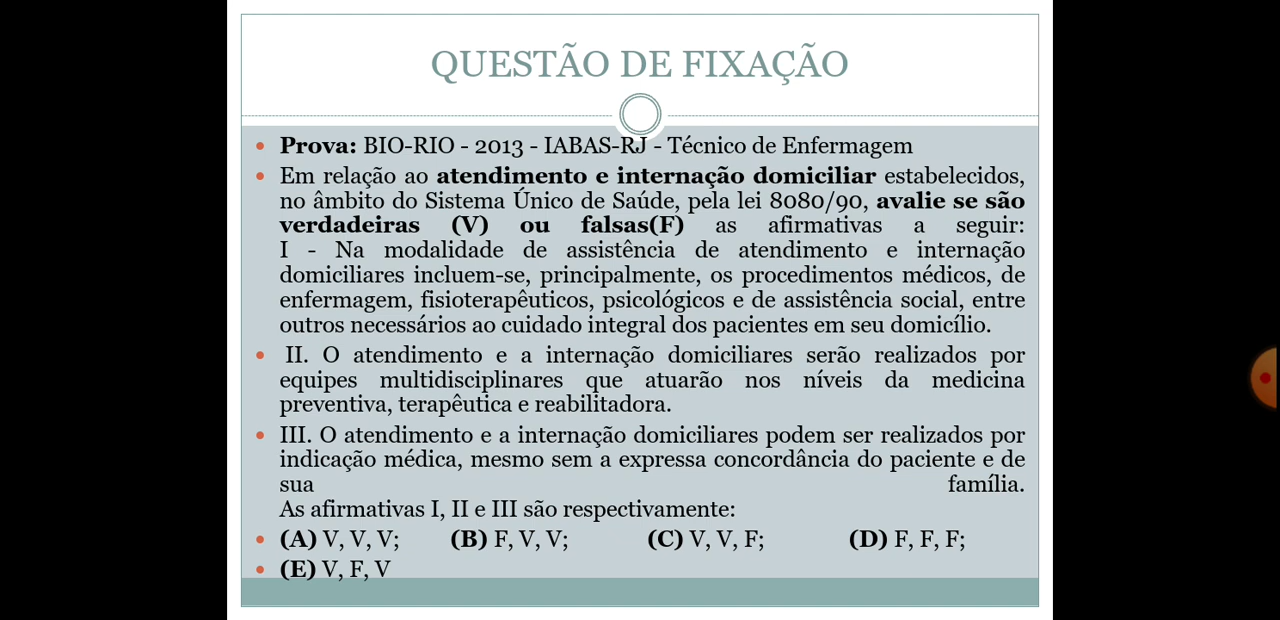 QUESTÃO DE FIXAÇÃO
• Prova: BIO-RIO - 2013 - IABAS-RJ - Técnico de Enfermagem
• Em relação ao atendimento e internação domiciliar estabelecidos,
no âmbito do Sistema Único de Saúde, pela lei 8080/90, avalie se são
verdadeiras (V) ou falsas(F) as afirmativas a seguir:
I - Na modalidade de assistência de atendimento e internação
domiciliares incluem-se, principalmente, os procedimentos médicos, de
enfermagem, fisioterapêuticos, psicológicos e de assistência social, entre
outros necessários ao cuidado integral dos pacientes em seu domicílio.
• II. O atendimento e a internação domiciliares serão realizados por
equipes multidisciplinares que atuarão nos níveis da medicina
preventiva, terapêutica e reabilitadora.
• III. O atendimento e a internação domiciliares podem ser realizados por
indicação médica, mesmo sem a expressa concordância do paciente e de
sua família.
As afirmativas I, II e III são respectivamente:
• (A) V, V, V; (B) F, V, V; (C) V, V, F; (D) F, F, F;
• (E) V, F, V